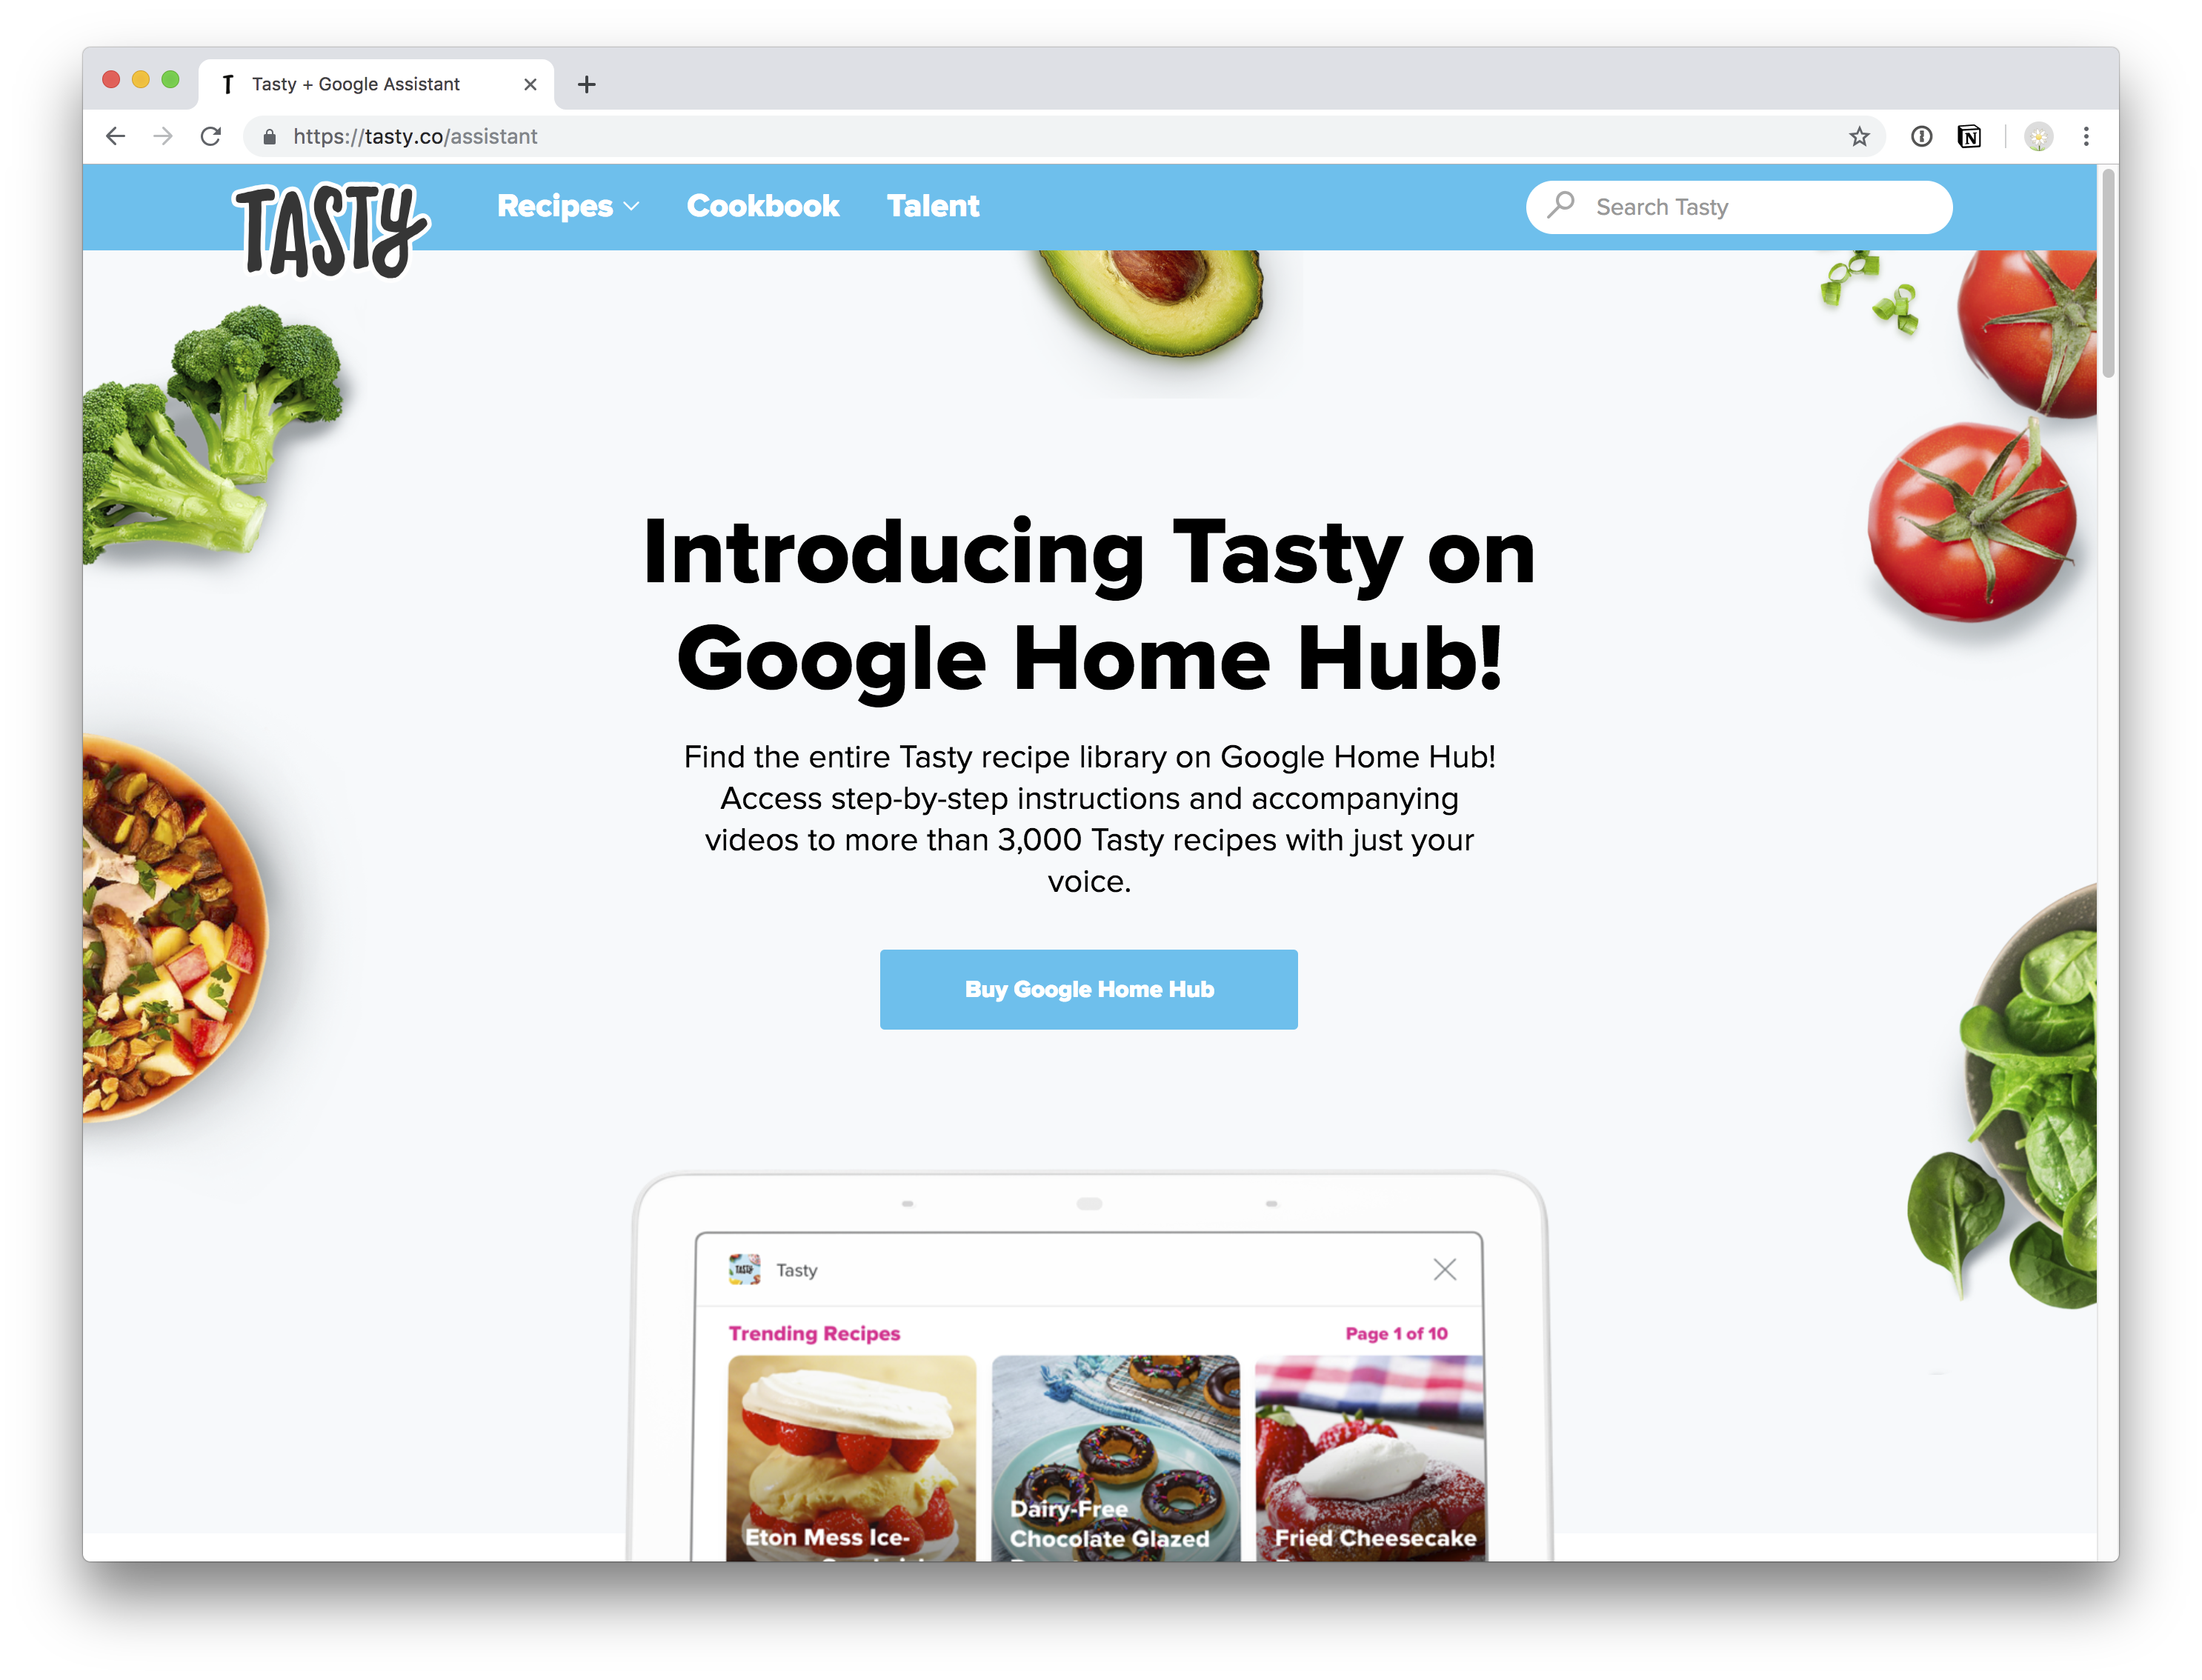 Tasty + Google Assistant
https://tasty.co/assistant
TASTY
Recipes
Cookbook
Talent
Search Tasty
Introducing Tasty on
Google Home Hub!
Find the entire Tasty recipe library on Google Home Hub!
Access step-by-step instructions and accompanying
videos to more than 3,000 Tasty recipes with just your
voice.
Buy Google Home Hub
TASTY
Tasty
Trending Recipes
Page 1 of 10
Eton Mess Ice-
Dairy-Free
Chocolate Glazed
Fried Cheesecake